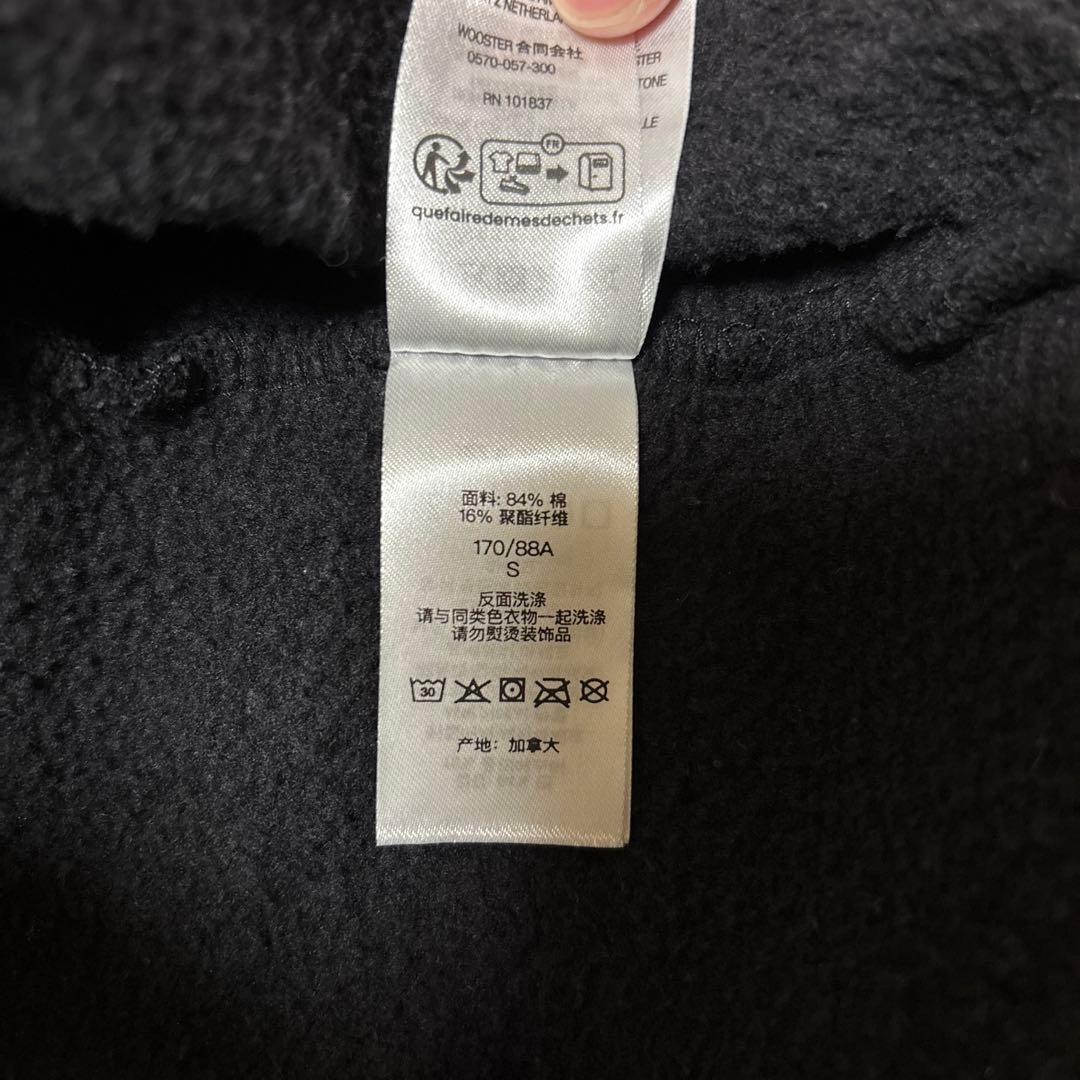 WOOSTER 合同会社
0570-057-300
RN 101837
FR
quefairedemesdechets.fr
面料: 84% 棉
16% 聚酯纤维
170/88A
S
反面洗涤
请与同类色衣物一起洗涤
请勿熨烫装饰品
30
产地: 加拿大